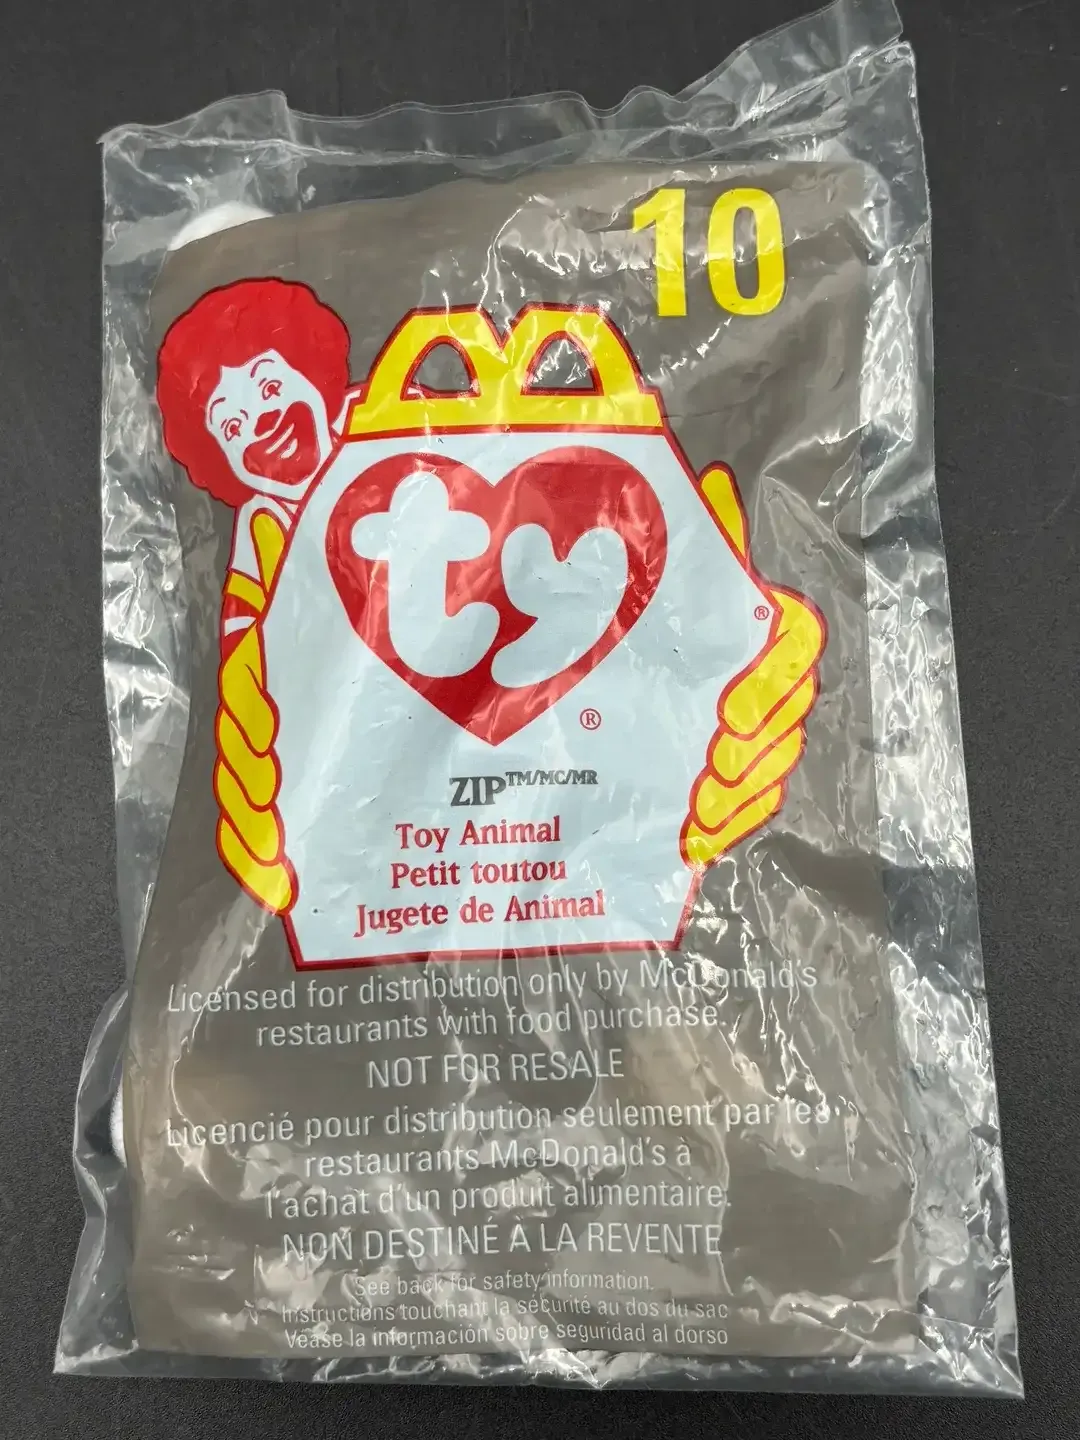 10
ty
®
®
ZIP™/MC/MR
Toy Animal
Petit toutou
Jugete de Animal
Licensed for distribution only by McDonald's
restaurants with food purchase.
NOT FOR RESALE
Licencié pour distribution seulement par les
restaurants McDonald's à
l'achat d'un produit alimentaire.
NON DESTINÉ À LA REVENTE
See back for safety information.
Instructions touchant la sécurité au dos du sac
Véase la información sobre seguridad al dorso